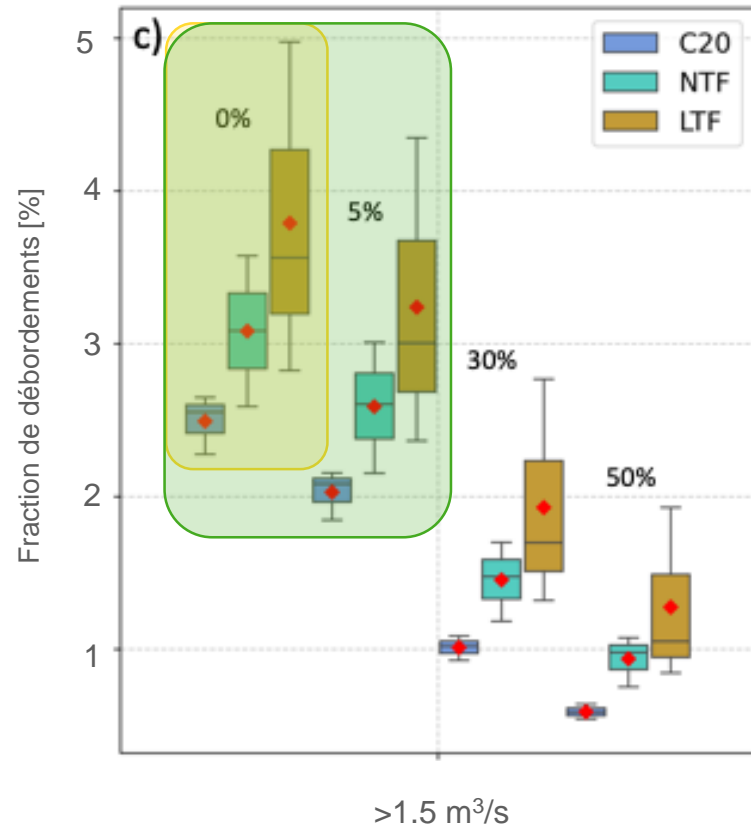 c)
C20
NTF
LTF
0%
5%
30%
50%
5
4
3
2
1
Fraction de débordements [%]
>1.5 m³/s